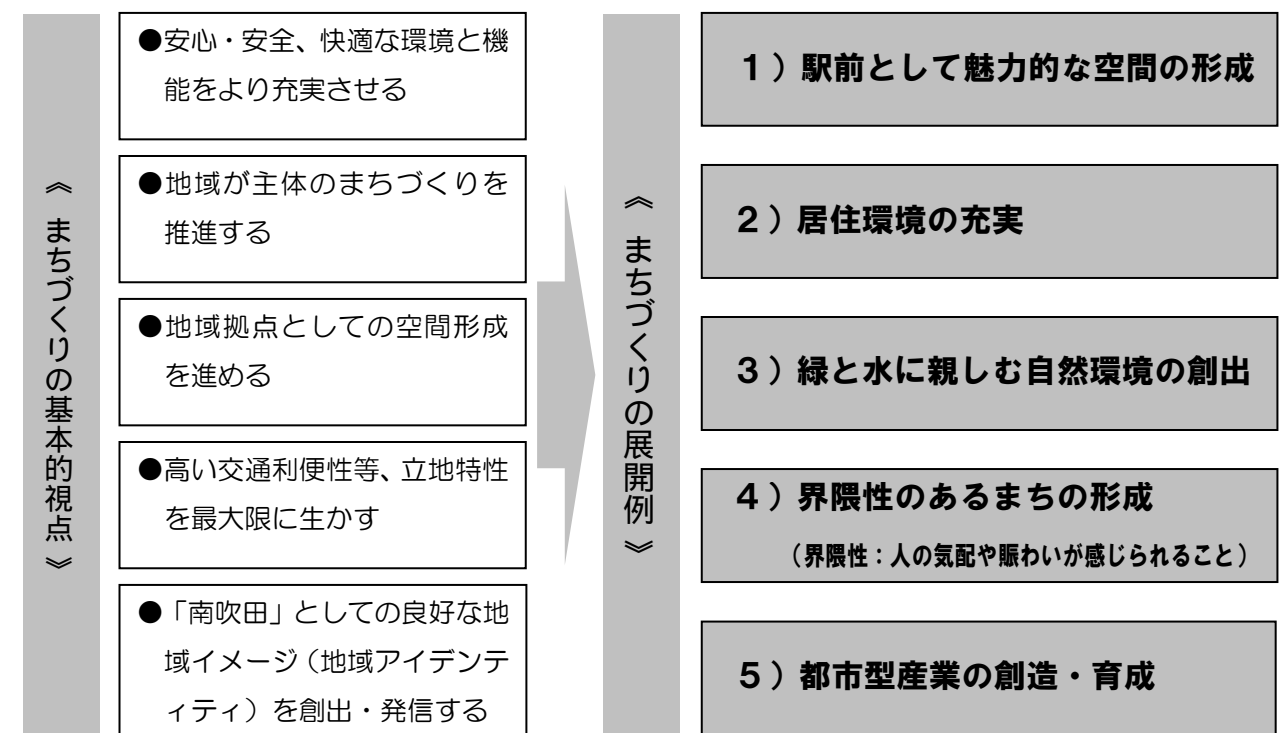 《 まちづくりの基本的視点 》
●安心・安全、快適な環境と機
能をより充実させる
●地域が主体のまちづくりを
推進する
●地域拠点としての空間形成
を進める
●高い交通利便性等、立地特性
を最大限に生かす
●「南吹田」としての良好な地
域イメージ（地域アイデンテ
ィティ）を創出・発信する
《 まちづくりの展開例 》
１）駅前として魅力的な空間の形成
２）居住環境の充実
３）緑と水に親しむ自然環境の創出
４）界隈性のあるまちの形成
（界隈性：人の気配や賑わいが感じられること）
５）都市型産業の創造・育成